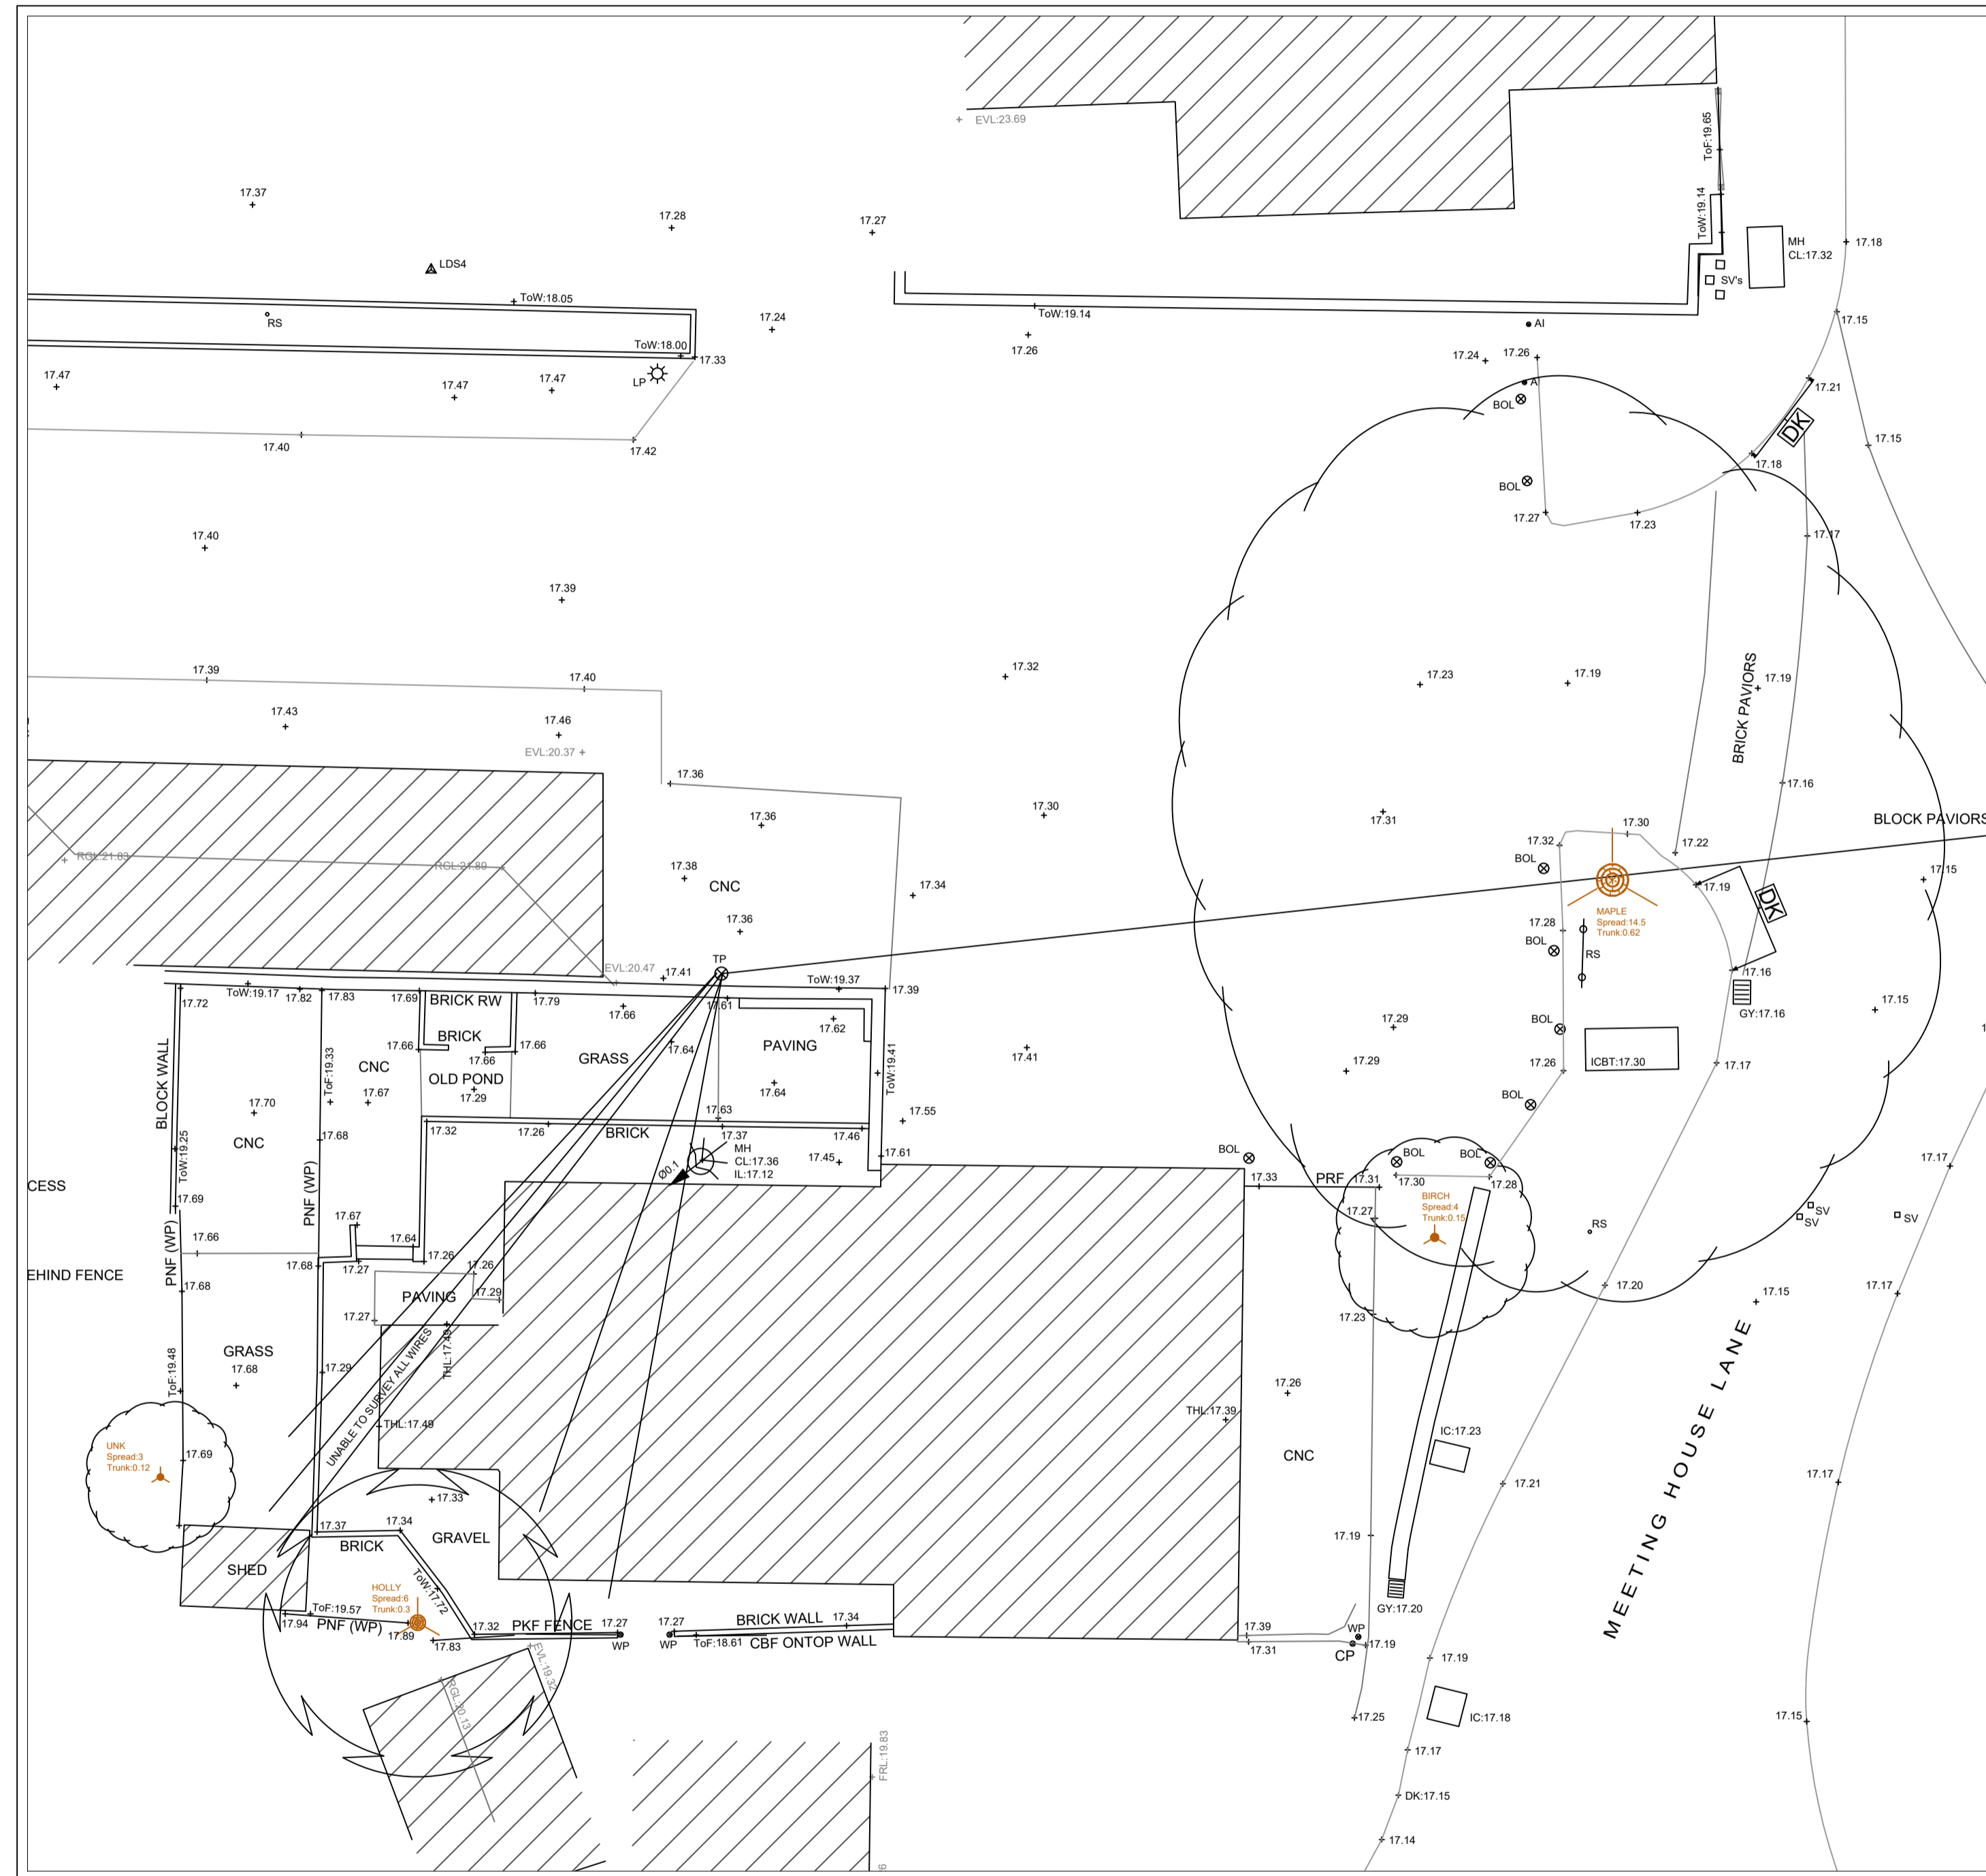 EVL:23.69
ToF:19.65
17.37
17.28
17.27
ToW:19.14
MH
CL:17.32
17.18
LDS4
SV's
ToW:18.05
RS
ToW:19.14
17.24
17.15
AI
ToW:18.00
17.33
17.26
17.24
17.26
17.47
LP
17.47
17.47
17.21
BOL
DK
17.40
17.42
17.15
17.18
BOL
17.27
17.23
17.40
17.17
17.39
17.39
17.40
17.32
17.23
17.19
17.19
BRICK PAVIORS
17.43
17.46
EVL:20.37
17.36
17.16
17.36
17.30
17.31
17.30
BLOCK PAVIORS
17.32
17.22
RGL:21.83
RGL:21.89
BOL
17.38
CNC
17.34
17.19
17.15
DK
MAPLE
Spread:14.5
Trunk:0.62
17.36
17.28
BOL
RS
TP
EVL:20.47
17.41
17.16
ToW:19.37
17.39
ToW:19.17
17.72
17.82
17.83
17.69
BRICK RW
17.79
17.66
17.61
17.62
GY:17.16
17.15
BOL
17.29
BRICK
17.66
17.66
17.66
GRASS
17.64
PAVING
17.41
BLOCK WALL
ToF:19.33
CNC
OLD POND
17.29
17.67
17.64
ToW:19.41
17.29
17.26
ICBT:17.30
17.17
17.70
CNC
17.68
17.32
17.26
BRICK
17.63
17.37
17.46
17.55
BOL
ToW:19.25
PNF (WP)
Ø0.1
MH
CL:17.36
IL:17.12
17.45
17.61
BOL
BOL
BOL
17.17
CESS
17.69
17.33
PRF
17.31
17.30
17.28
BIRCH
Spread:4
Trunk:0.15
17.67
17.64
17.27
RS
SV
SV
SV
PNF (WP)
17.66
17.68
17.27
17.26
17.26
EHIND FENCE
17.68
PAVING
17.29
17.27
17.20
17.17
17.15
17.23
MEETING HOUSE LANE
UNABLE TO SURVEY ALL WIRES
THL:17.49
ToF:19.48
GRASS
17.68
17.29
17.26
THL:17.49
THL:17.39
IC:17.23
UNK
Spread:3
Trunk:0.12
17.69
CNC
17.21
17.17
17.33
17.37
17.34
BRICK
GRAVEL
17.19
SHED
ToW:17.72
HOLLY
Spread:6
Trunk:0.3
ToF:19.57
17.94
PNF (WP)
17.89
17.83
17.32
PKF FENCE
17.27
WP
17.27
WP
ToF:18.61
BRICK WALL
17.34
CBF ONTOP WALL
GY:17.20
17.39
17.31
WP
CP
17.19
17.19
EVL:19.32
RGL:20.13
17.25
IC:17.18
17.15
FRL:19.83
17.17
DK:17.15
17.14